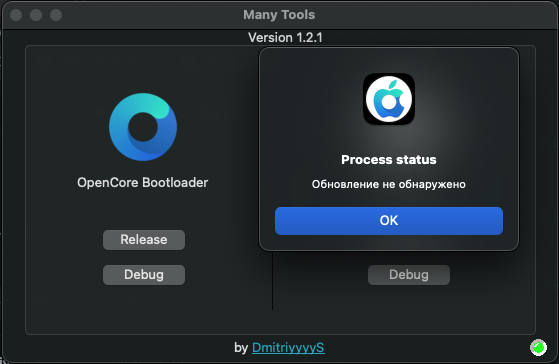 Many Tools
Version 1.2.1
OpenCore Bootloader
Release
Debug
Process status
Обновление не обнаружено
OK
Debug
by DmitriyyyyS